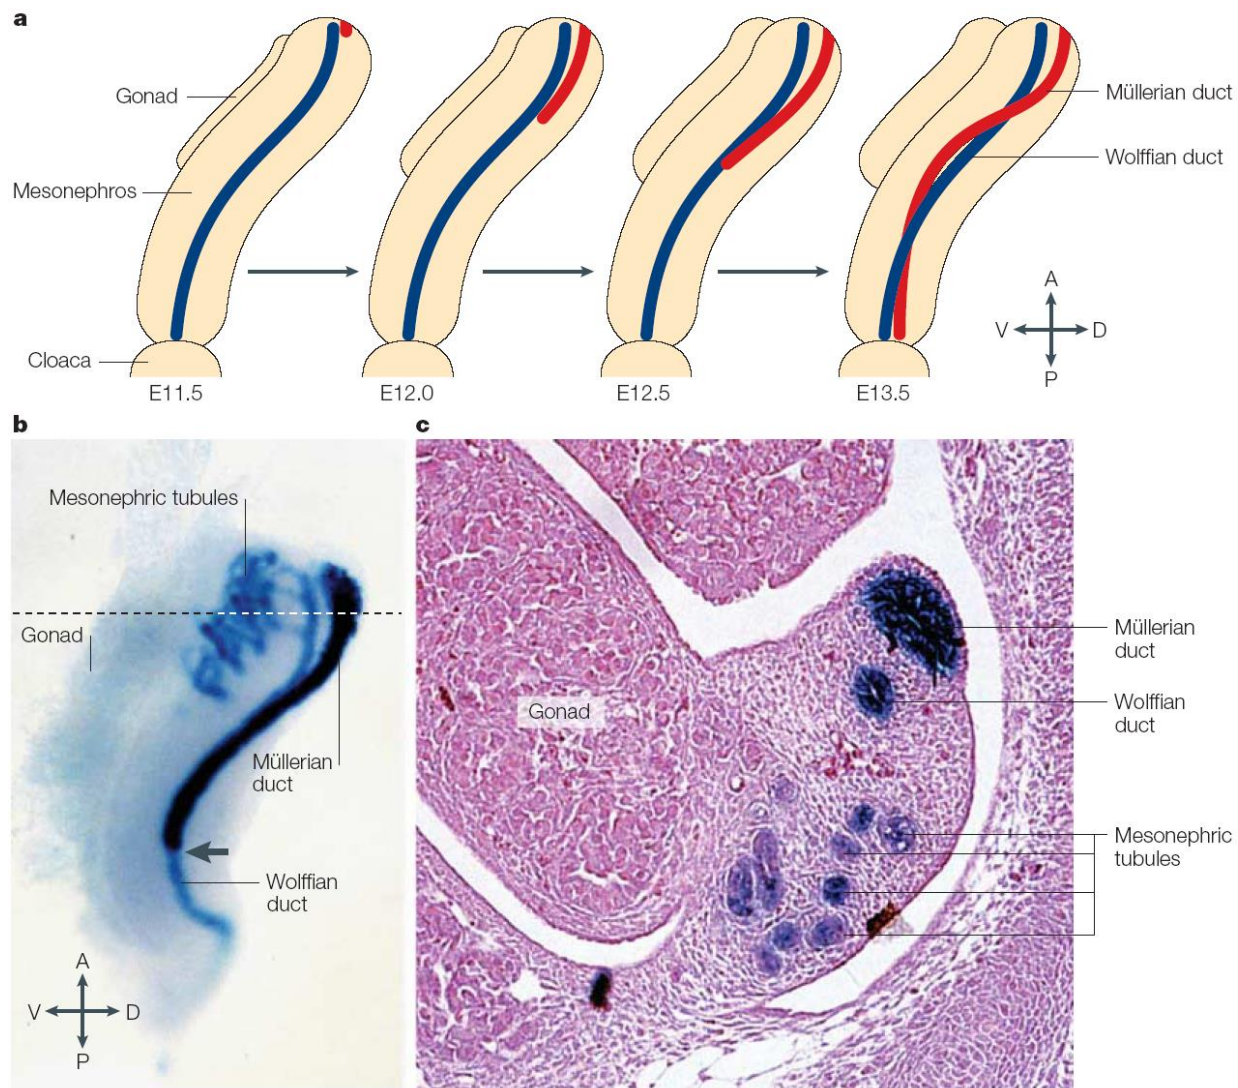 a
Gonad
Müllerian duct
Wolffian duct
Mesonephros
A
V
D
P
Cloaca
E11.5
E12.0
E12.5
E13.5
b
Mesonephric tubules
Gonad
Müllerian
duct
Wolffian
duct
A
V
D
P
c
Gonad
Müllerian
duct
Wolffian
duct
Mesonephric
tubules